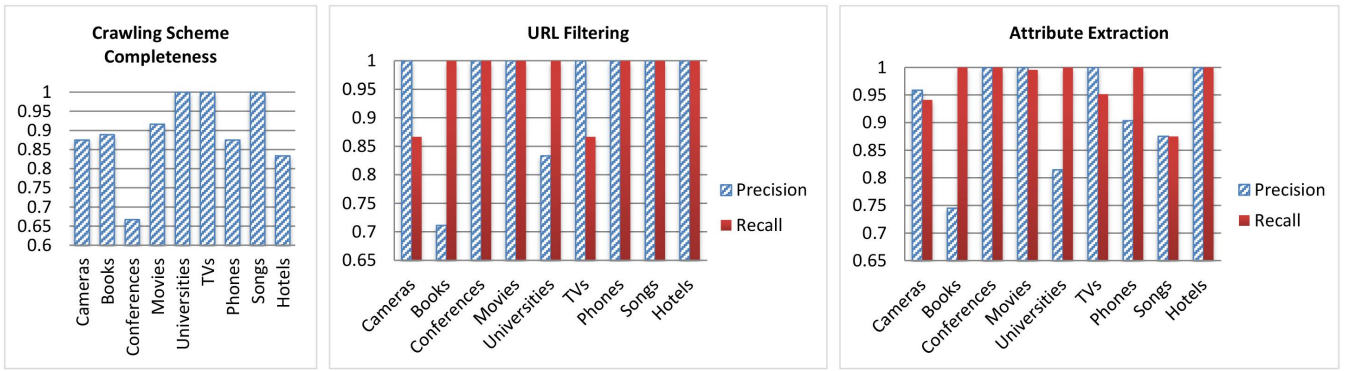 Crawling Scheme
Completeness
1
0.95
0.9
0.85
0.8
0.75
0.7
0.65
0.6
Cameras
Books
Conferences
Movies
Universities
TVs
Phones
Songs
Hotels
URL Filtering
1
0.95
0.9
0.85
0.8
0.75
0.7
0.65
Cameras
Books
Conferences
Movies
Universities
TVs
Phones
Songs
Hotels
Precision
Recall
Attribute Extraction
1
0.95
0.9
0.85
0.8
0.75
0.7
0.65
Cameras
Books
Conferences
Movies
Universities
TVs
Phones
Songs
Hotels
Precision
Recall